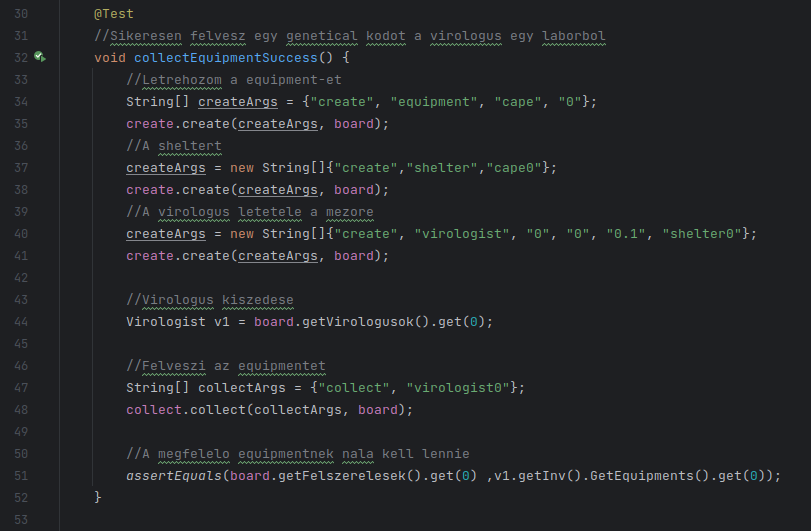 30 @Test
31 //Sikeresen felvesz egy genetical kodot a virologus egy laborbol
32 void collectEquipmentSuccess() {
33 //Letrehozom a equipment-et
34 String[] createArgs = {"create", "equipment", "cape", "0"};
35 create.create(createArgs, board);
36 //A sheltert
37 createArgs = new String[]{"create","shelter","cape0"};
38 create.create(createArgs, board);
39 //A virologus letetele a mezore
40 createArgs = new String[]{"create", "virologist", "0", "0", "0.1", "shelter0"};
41 create.create(createArgs, board);
42
43 //Virologus kiszedese
44 Virologist v1 = board.getVirologusok().get(0);
45
46 //Felveszi az equipmentet
47 String[] collectArgs = {"collect", "virologist0"};
48 collect.collect(collectArgs, board);
49
50 //A megfelelo equipmentnek nala kell lennie
51 assertEquals(board.getFelszerelesek().get(0) ,v1.getInv().GetEquipments().get(0));
52 }
53